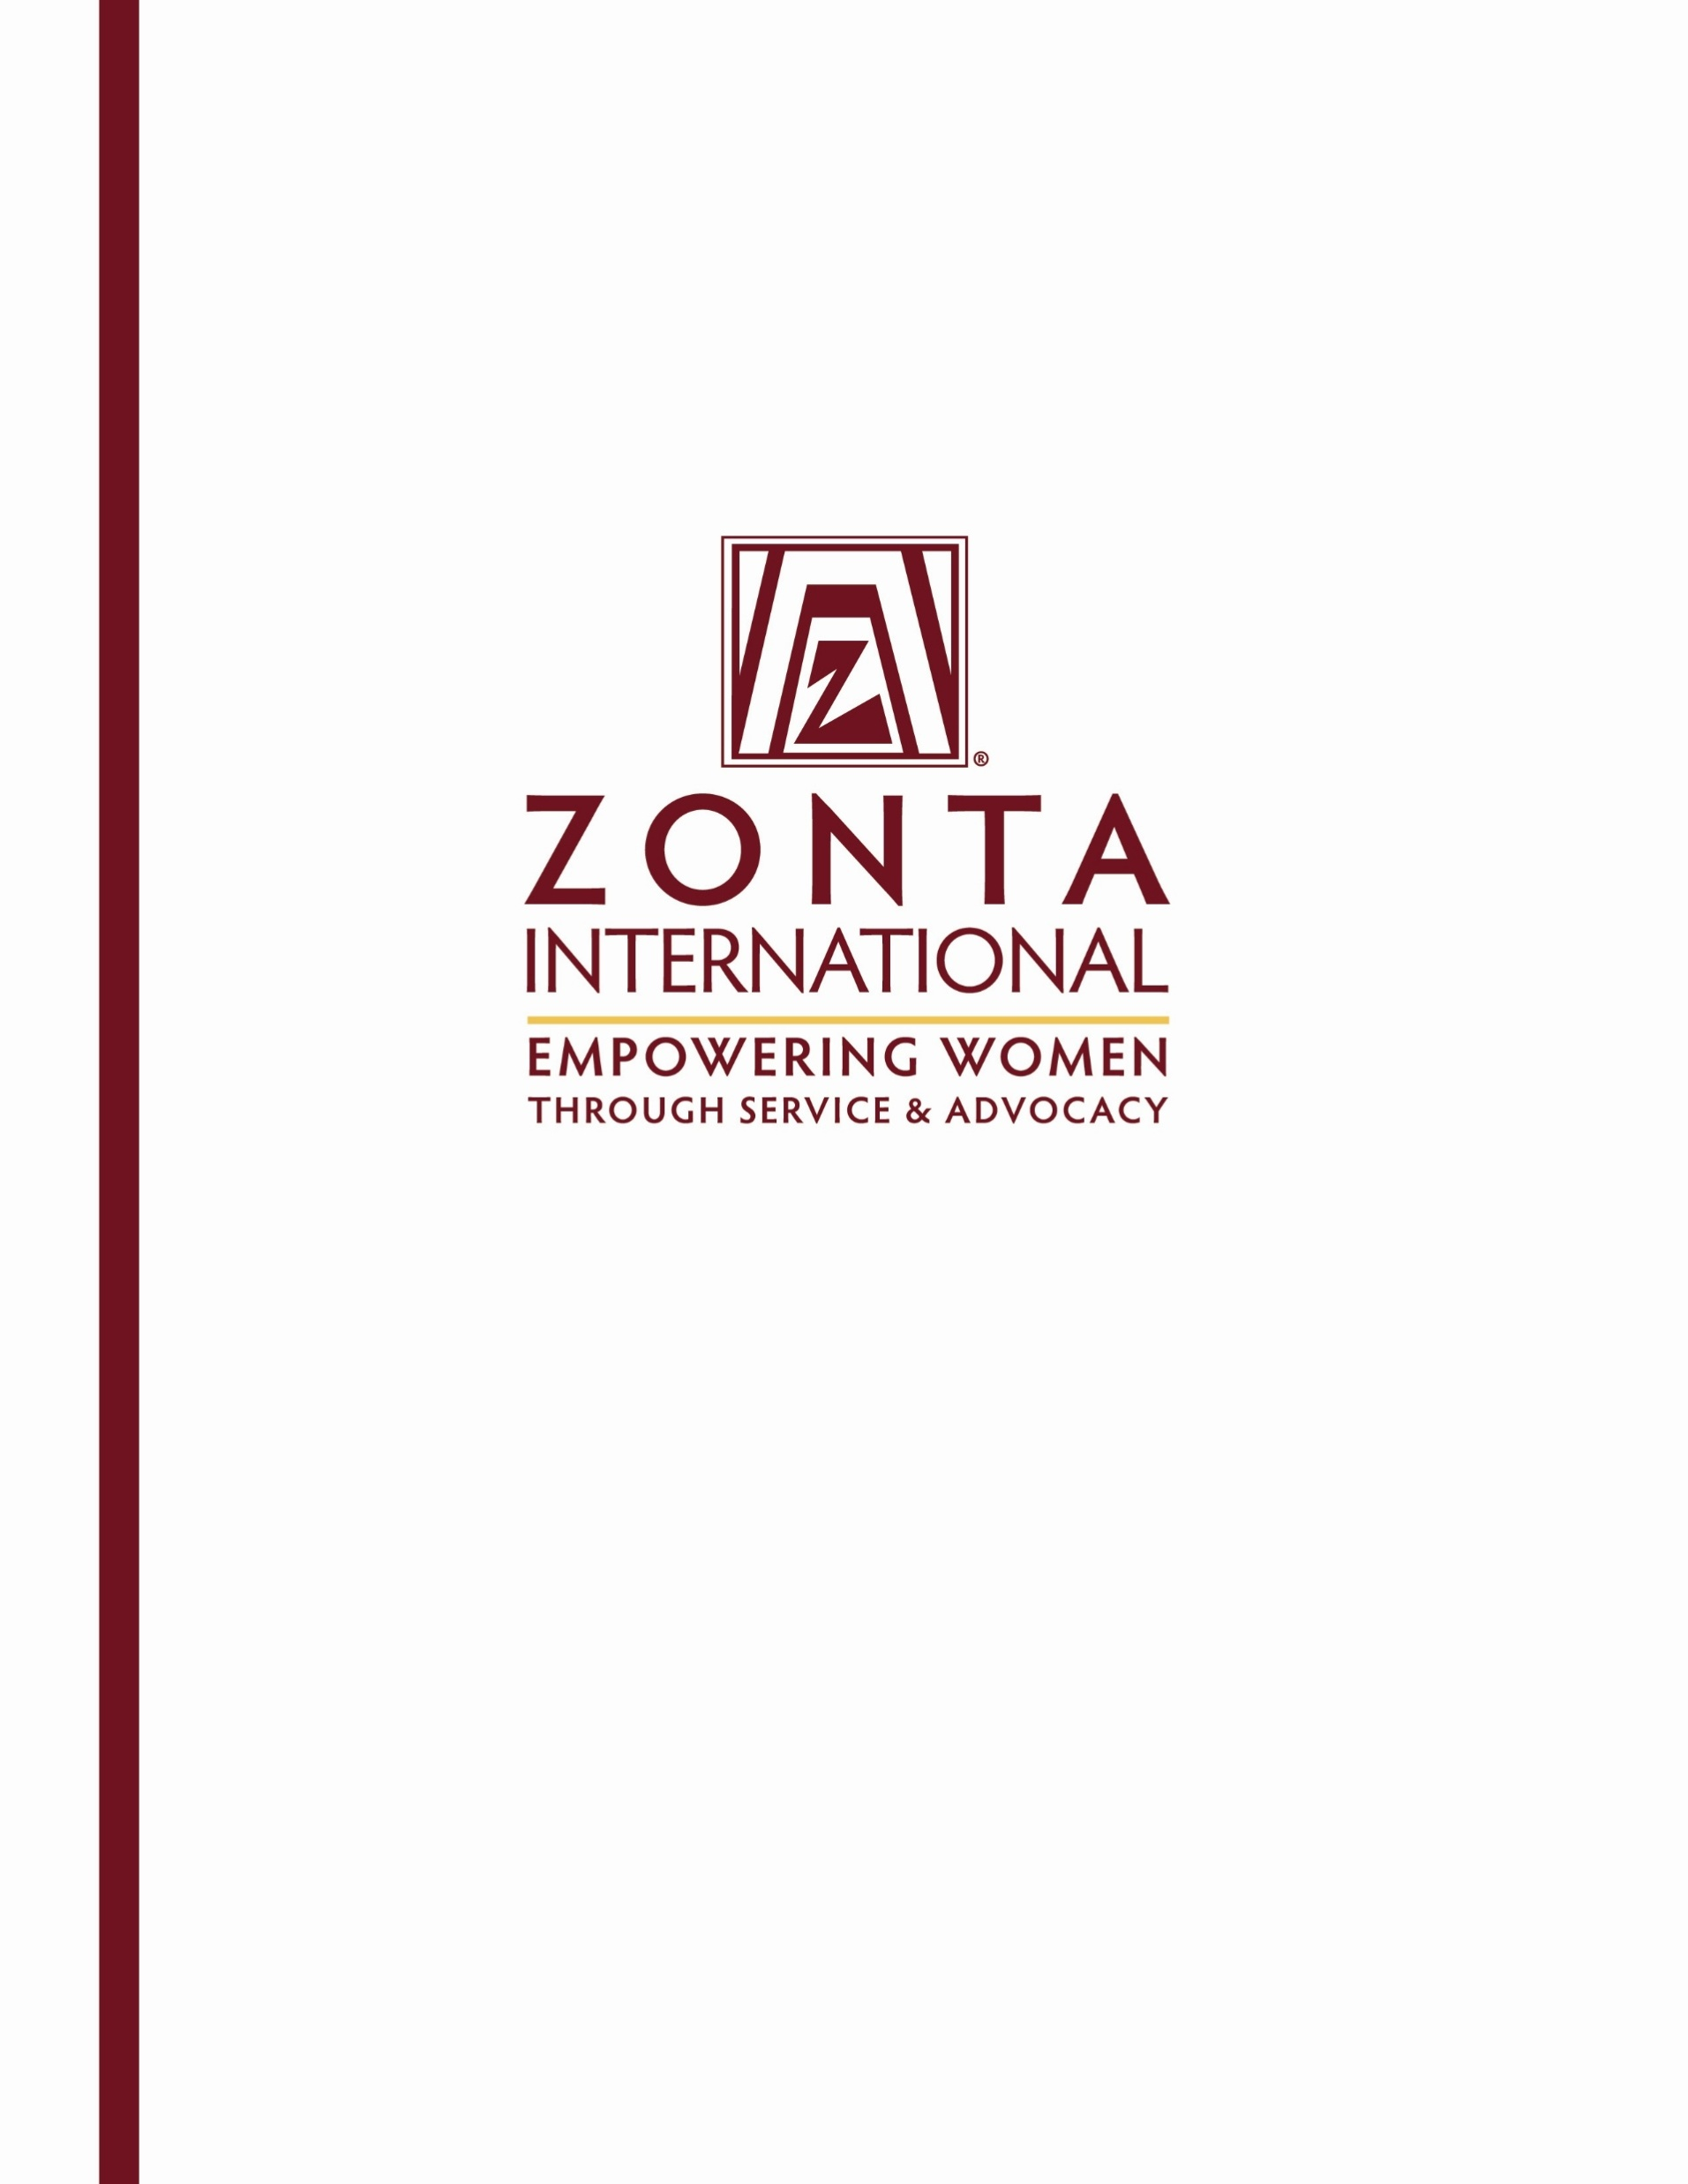 ®
ZONTA
INTERNATIONAL
EMPOWERING WOMEN
THROUGH SERVICE & ADVOCACY